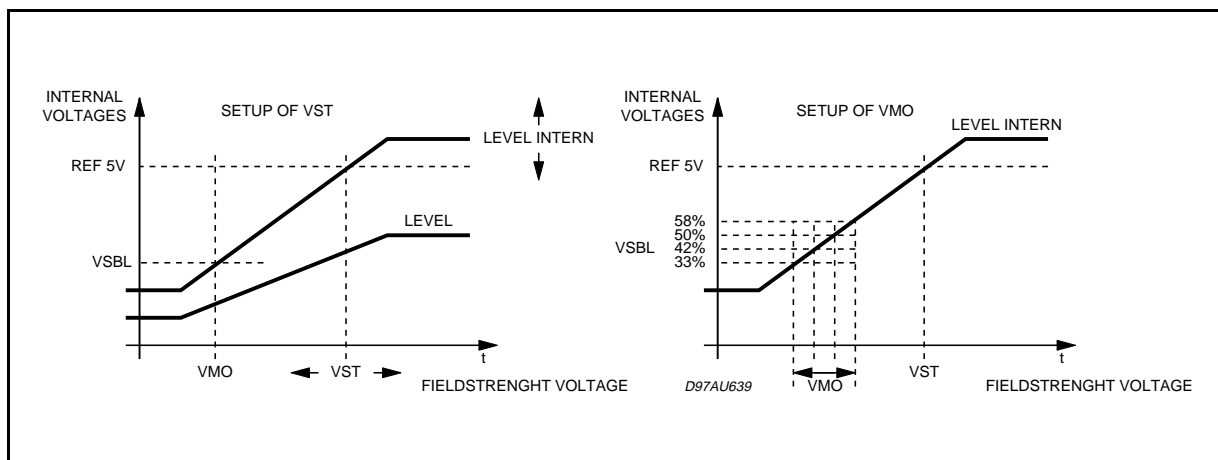 INTERNAL
VOLTAGES
SETUP OF VST
LEVEL INTERN
REF 5V
LEVEL
VSBL
t
VMO
VST
FIELDSTRENGHT VOLTAGE
INTERNAL
VOLTAGES
SETUP OF VMO
LEVEL INTERN
REF 5V
58%
50%
VSBL
42%
33%
t
D97AU639
VMO
VST
FIELDSTRENGHT VOLTAGE